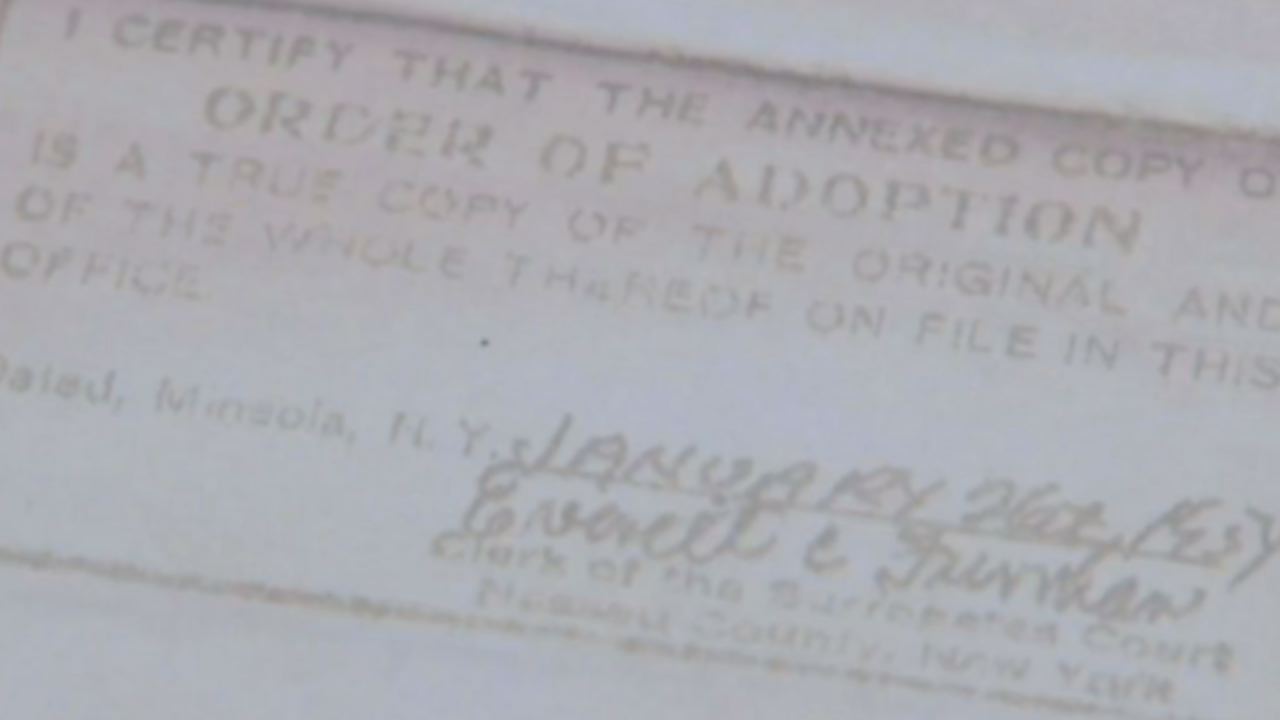 I CERTIFY THAT THE ANNEXED COPY O
ORDER OF ADOPTION
IS A TRUE COPY OF THE ORIGINAL AND
OF THE WHOLE THEREOF ON FILE IN THIS
OFFICE.
Dated, Mineola, N.Y. JANUARY 26th,
Everett C
Clerk of the Surrogates Court
Nassau County, New York